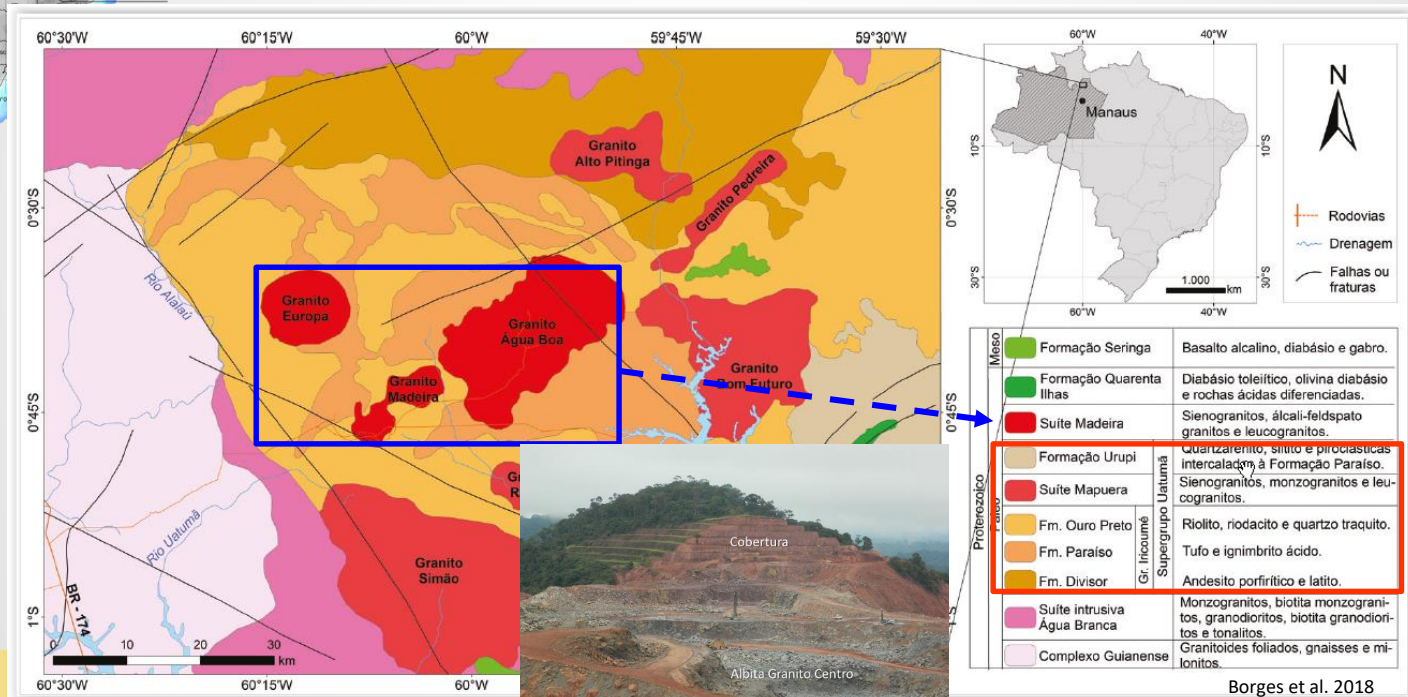 60°30'W
60°15'W
60°W
59°45'W
59°30'W
0°30'S
0°45'S
1°S
0°30'S
0°45'S
60°30'W
60°15'W
60°W
Granito
Alto Pitinga
Granito Pedreira
Granito
Europa
Granito
Água Boa
Granito
Madeira
Granito
Bom Futuro
Granito
Simão
Rio Alalaú
Rio Uatumã
BR - 174
0 10 20 30
km
Cobertura
Albita Granito Centro
60°W
40°W
Manaus
10°S
30°S
10°S
30°S
1.000
km
60°W
40°W
N
Rodovias
Drenagem
Falhas ou
fraturas
Proterozoico
Meso
Paleo
Formação Seringa
Basalto alcalino, diabásio e gabro.
Formação Quarenta
Ilhas
Diabásio toleiítico, olivina diabásio
e rochas ácidas diferenciadas.
Suíte Madeira
Sienogranitos, álcali-feldspato
granitos e leucogranitos.
Formação Urupi
Quartzarenito, siltito e piroclásticas
à Formação Paraíso.
Suíte Mapuera
Sienogranitos, monzogranitos e leu-
cogranitos.
Supergrupo Uatumã
Gr. Iricoumé
Fm. Ouro Preto
Riolito, riodacito e quartzo traquito.
Fm. Paraíso
Tufo e ignimbrito ácido.
Fm. Divisor
Andesito porfirítico e latito.
Suíte intrusiva
Água Branca
Monzogranitos, biotita monzograni-
tos, granodioritos, biotita granodiori-
tos e tonalitos.
Complexo Guianense
Granitoides foliados, gnaisses e mi-
lonitos.
Borges et al. 2018